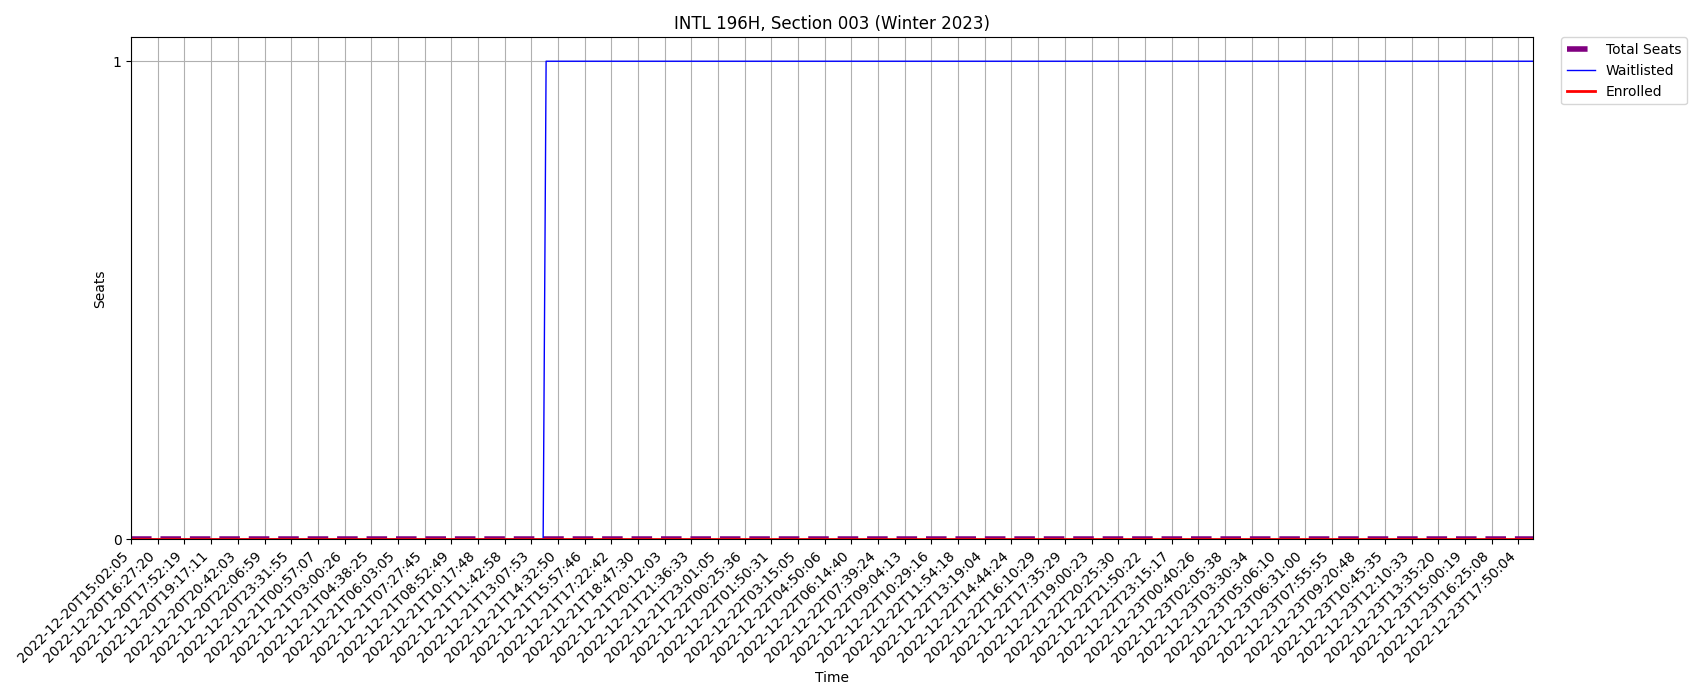 INTL 196H, Section 003 (Winter 2023)
Total Seats
Waitlisted
Enrolled
1
Seats
0
2022-12-20T15:02:05
2022-12-20T16:27:20
2022-12-20T17:52:19
2022-12-20T19:17:11
2022-12-20T20:42:03
2022-12-20T22:06:59
2022-12-20T23:31:55
2022-12-21T00:57:07
2022-12-21T03:00:26
2022-12-21T04:38:25
2022-12-21T06:03:05
2022-12-21T07:27:45
2022-12-21T08:52:49
2022-12-21T10:17:48
2022-12-21T11:42:58
2022-12-21T13:07:53
2022-12-21T14:32:50
2022-12-21T15:57:46
2022-12-21T17:22:42
2022-12-21T18:47:30
2022-12-21T20:12:03
2022-12-21T21:36:33
2022-12-21T23:01:05
2022-12-22T00:25:36
2022-12-22T01:50:31
2022-12-22T03:15:05
2022-12-22T04:50:06
2022-12-22T06:14:40
2022-12-22T07:39:24
2022-12-22T09:04:13
2022-12-22T10:29:16
2022-12-22T11:54:18
2022-12-22T13:19:04
2022-12-22T14:44:24
2022-12-22T16:10:29
2022-12-22T17:35:29
2022-12-22T19:00:23
2022-12-22T20:25:30
2022-12-22T21:50:22
2022-12-22T23:15:17
2022-12-23T00:40:26
2022-12-23T02:05:38
2022-12-23T03:30:34
2022-12-23T05:06:10
2022-12-23T06:31:00
2022-12-23T07:55:55
2022-12-23T09:20:48
2022-12-23T10:45:35
2022-12-23T12:10:33
2022-12-23T13:35:20
2022-12-23T15:00:19
2022-12-23T16:25:08
2022-12-23T17:50:04
Time